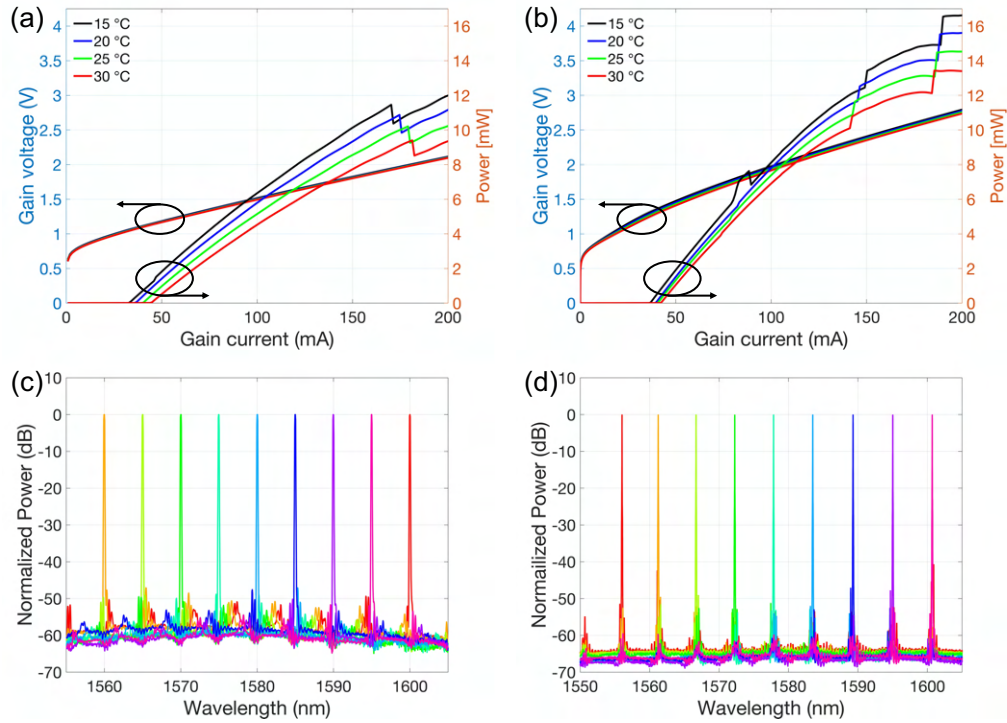 (a)
15 °C
20 °C
25 °C
30 °C
Gain voltage (V)
4
3.5
3
2.5
2
1.5
1
0.5
0
Power [mW]
16
14
12
10
8
6
4
2
0
0 50 100 150 200
Gain current (mA)
(b)
15 °C
20 °C
25 °C
30 °C
Gain voltage (V)
4
3.5
3
2.5
2
1.5
1
0.5
0
Power [mW]
16
14
12
10
8
6
4
2
0
0 50 100 150 200
Gain current (mA)
(c)
Normalized Power (dB)
10
0
-10
-20
-30
-40
-50
-60
-70
1560 1570 1580 1590 1600
Wavelength (nm)
(d)
Normailized Power (dB)
10
0
-10
-20
-30
-40
-50
-60
-70
1550 1560 1570 1580 1590 1600
Wavelength (nm)